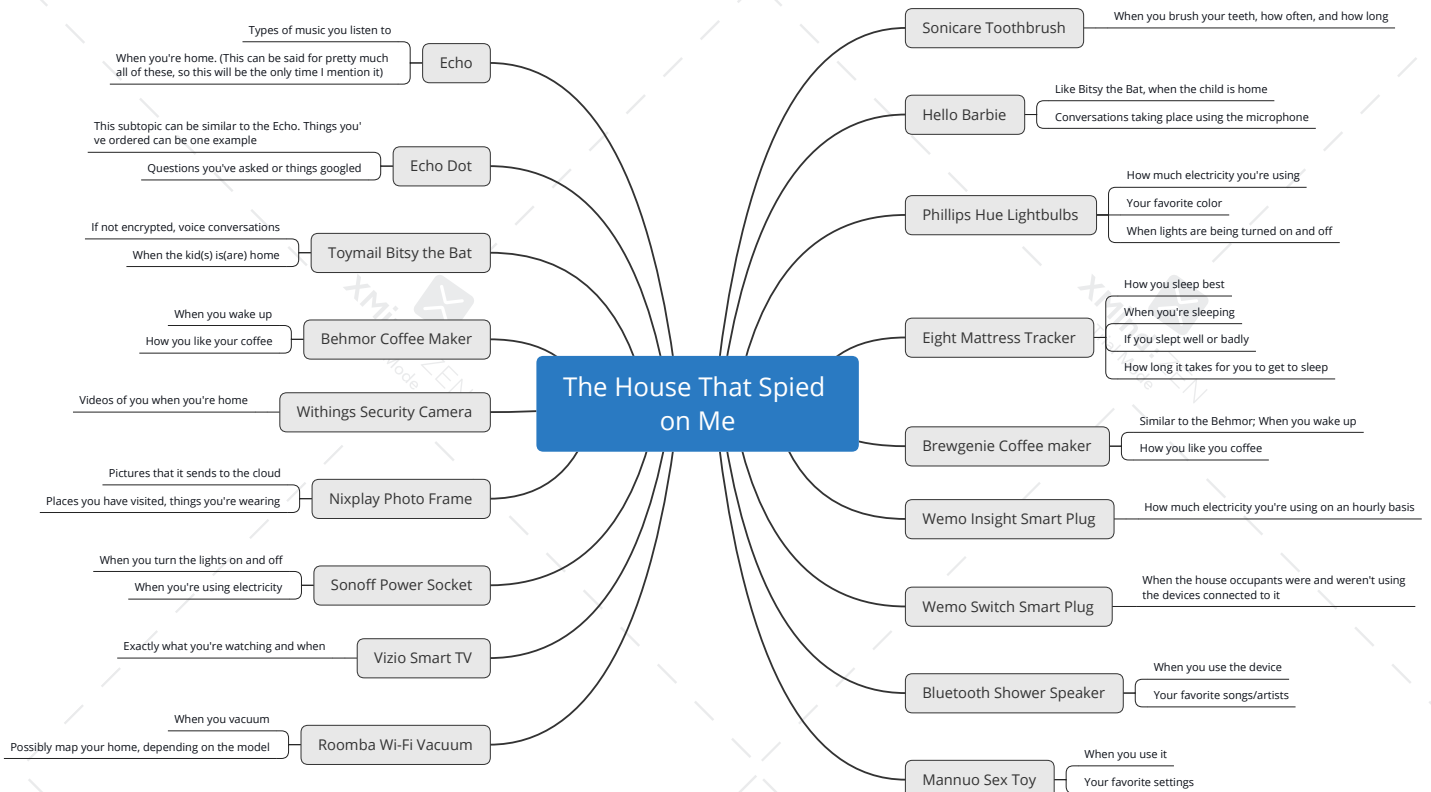 The House That Spied
on Me
Echo
Types of music you listen to
When you're home. (This can be said for pretty much
all of these, so this will be the only time I mention it)
Echo Dot
This subtopic can be similar to the Echo. Things you'
ve ordered can be one example
Questions you've asked or things googled
Toymail Bitsy the Bat
If not encrypted, voice conversations
When the kid(s) is(are) home
Behmor Coffee Maker
When you wake up
How you like your coffee
Withings Security Camera
Videos of you when you're home
Nixplay Photo Frame
Pictures that it sends to the cloud
Places you have visited, things you're wearing
Sonoff Power Socket
When you turn the lights on and off
When you're using electricity
Vizio Smart TV
Exactly what you're watching and when
Roomba Wi-Fi Vacuum
When you vacuum
Possibly map your home, depending on the model
Sonicare Toothbrush
When you brush your teeth, how often, and how long
Hello Barbie
Like Bitsy the Bat, when the child is home
Conversations taking place using the microphone
Phillips Hue Lightbulbs
How much electricity you're using
Your favorite color
When lights are being turned on and off
Eight Mattress Tracker
How you sleep best
When you're sleeping
If you slept well or badly
How long it takes for you to get to sleep
Brewgenie Coffee maker
Similar to the Behmor; When you wake up
How you like you coffee
Wemo Insight Smart Plug
How much electricity you're using on an hourly basis
Wemo Switch Smart Plug
When the house occupants were and weren't using
the devices connected to it
Bluetooth Shower Speaker
When you use the device
Your favorite songs/artists
Mannuo Sex Toy
When you use it
Your favorite settings
ZEN
Mode
ZEN
Mode